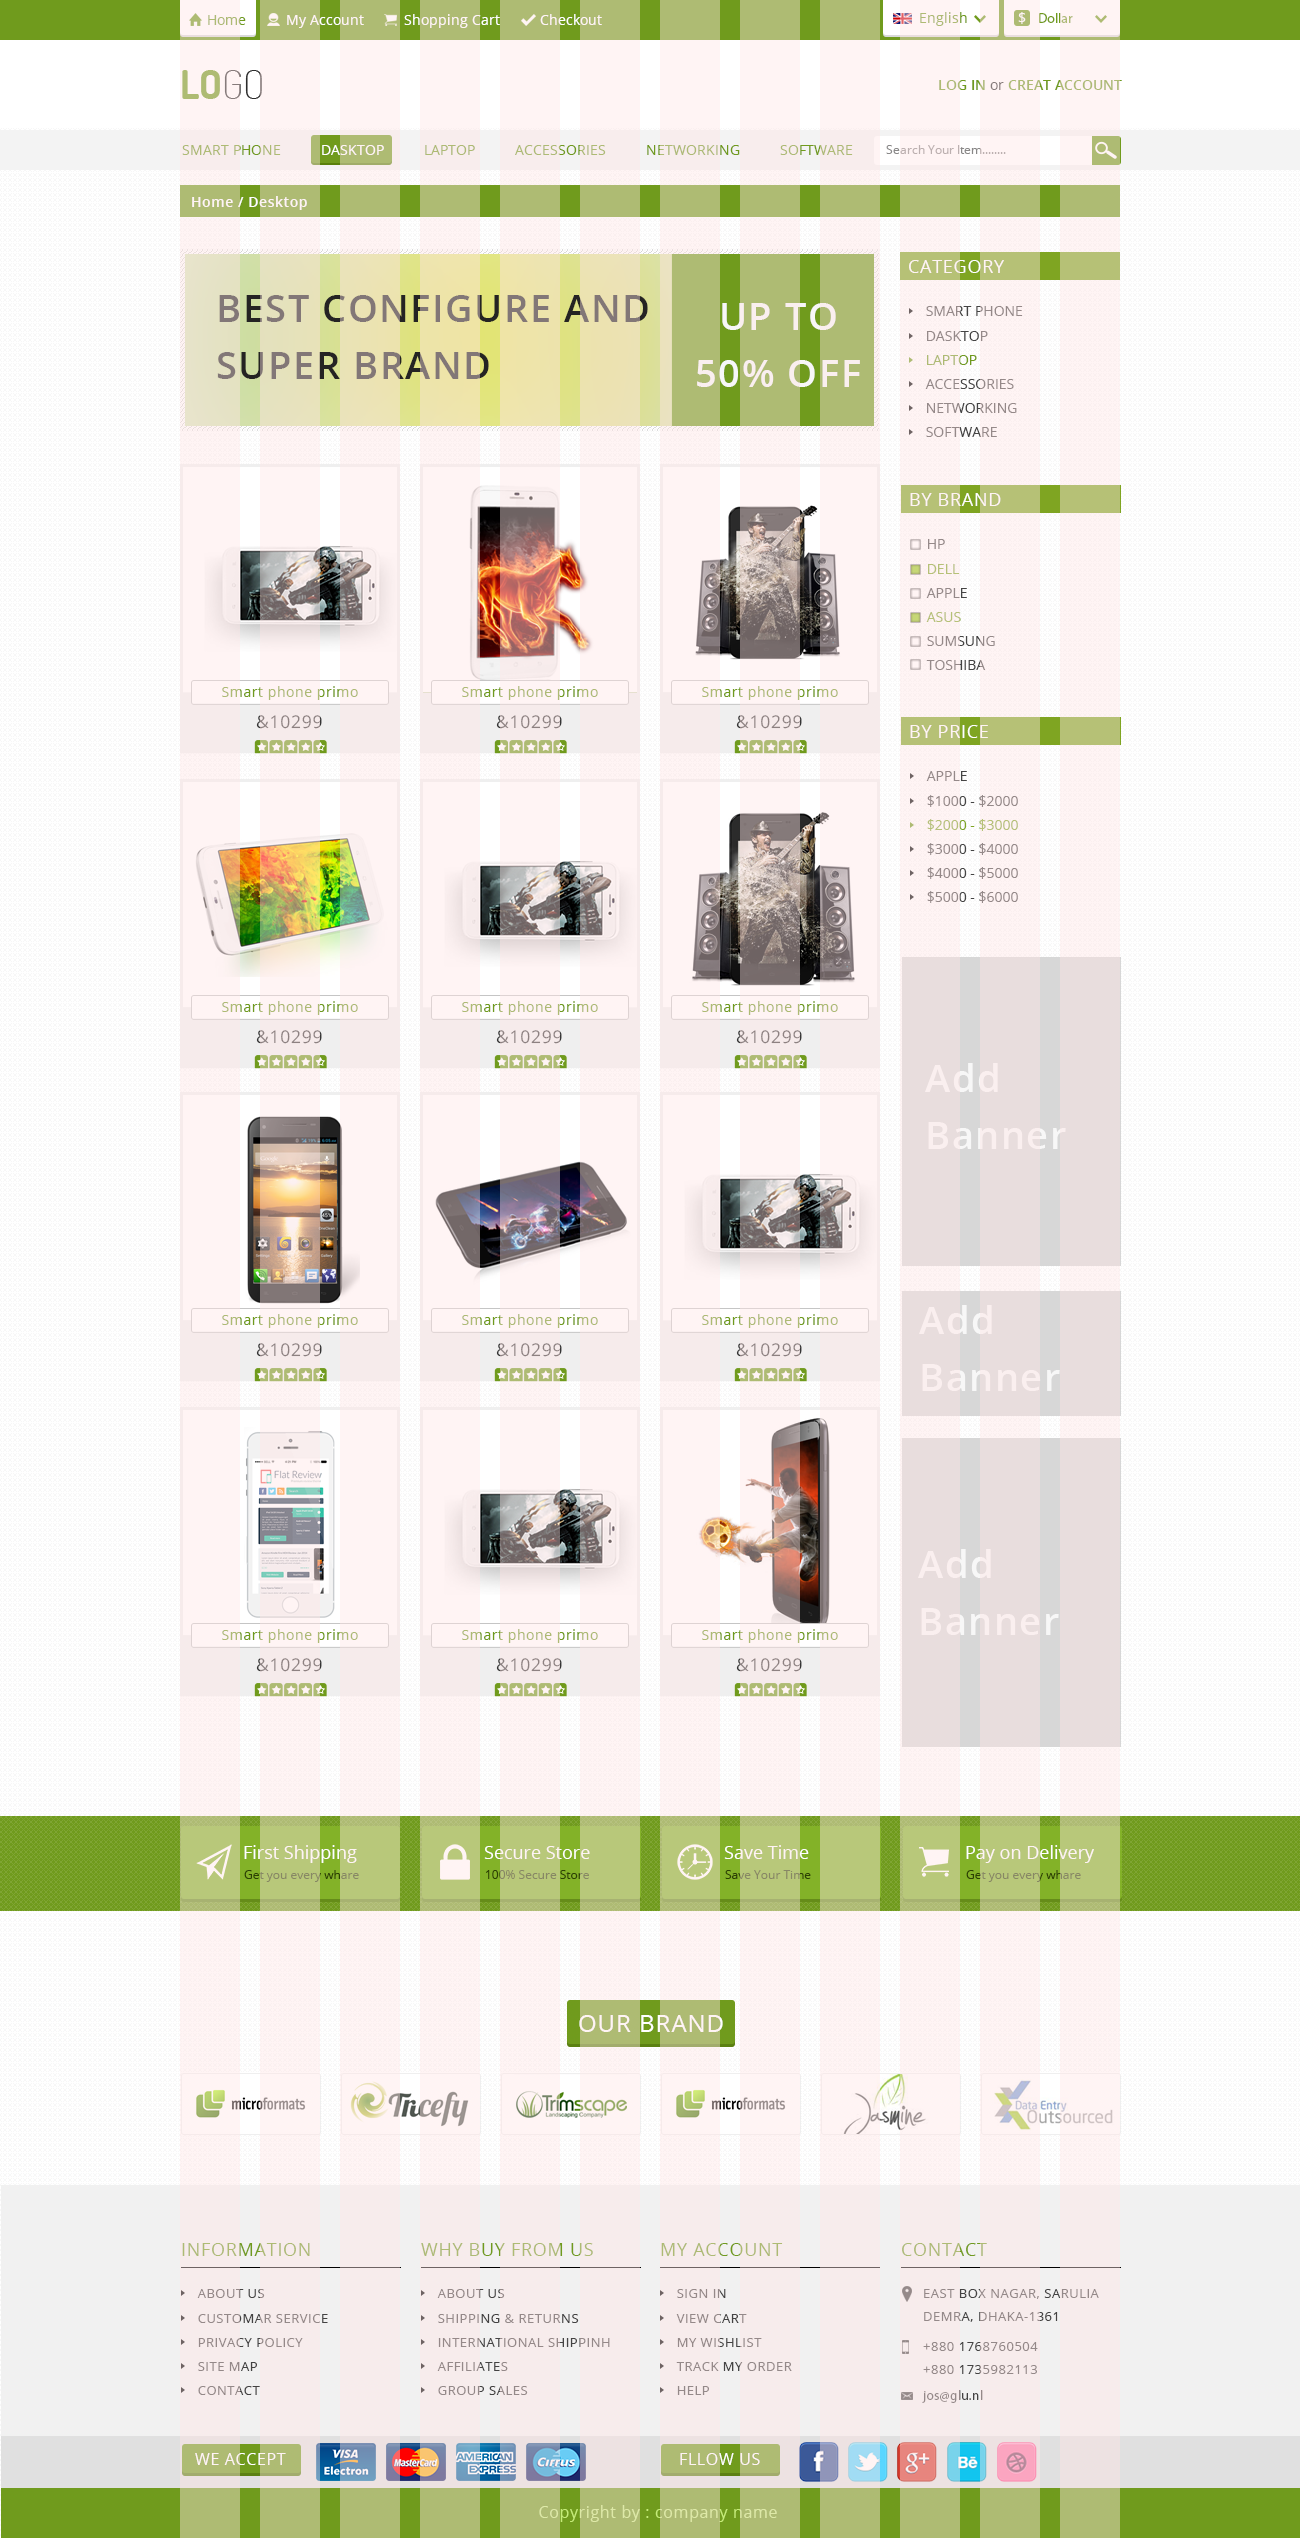 Home My Account Shopping Cart Checkout English $ Dollar
LOGO
LOG IN or CREAT ACCOUNT
SMART PHONE DASKTOP LAPTOP ACCESSORIES NETWORKING SOFTWARE Search Your Item........
Home / Desktop
BEST CONFIGURE AND
SUPER BRAND
UP TO
50% OFF
CATEGORY
SMART PHONE
DASKTOP
LAPTOP
ACCESSORIES
NETWORKING
SOFTWARE
BY BRAND
HP
DELL
APPLE
ASUS
SUMSUNG
TOSHIBA
BY PRICE
APPLE
$1000 - $2000
$2000 - $3000
$3000 - $4000
$4000 - $5000
$5000 - $6000
Add
Banner
Add
Banner
Add
Banner
Smart phone primo Smart phone primo Smart phone primo
&10299 &10299 &10299
Smart phone primo Smart phone primo Smart phone primo
&10299 &10299 &10299
Smart phone primo Smart phone primo Smart phone primo
&10299 &10299 &10299
Flat Review
Smart phone primo Smart phone primo Smart phone primo
&10299 &10299 &10299
First Shipping Secure Store Save Time Pay on Delivery
Get you every whare 100% Secure Store Save Your Time Get you every whare
OUR BRAND
microformats Tricefy Trimscape microformats Jasmine Data Entry
Landscaping Company Outsourced
INFORMATION
ABOUT US
CUSTOMAR SERVICE
PRIVACY POLICY
SITE MAP
CONTACT
WHY BUY FROM US
ABOUT US
SHIPPING & RETURNS
INTERNATIONAL SHIPPINH
AFFILIATES
GROUP SALES
MY ACCOUNT
SIGN IN
VIEW CART
MY WISHLIST
TRACK MY ORDER
HELP
CONTACT
EAST BOX NAGAR, SARULIA
DEMRA, DHAKA-1361
+880 1768760504
+880 1735982113
jos@glu.nl
WE ACCEPT VISA Electron MasterCard AMERICAN EXPRESS Cirrus FLLOW US f g+ Bē
Copyright by : company name